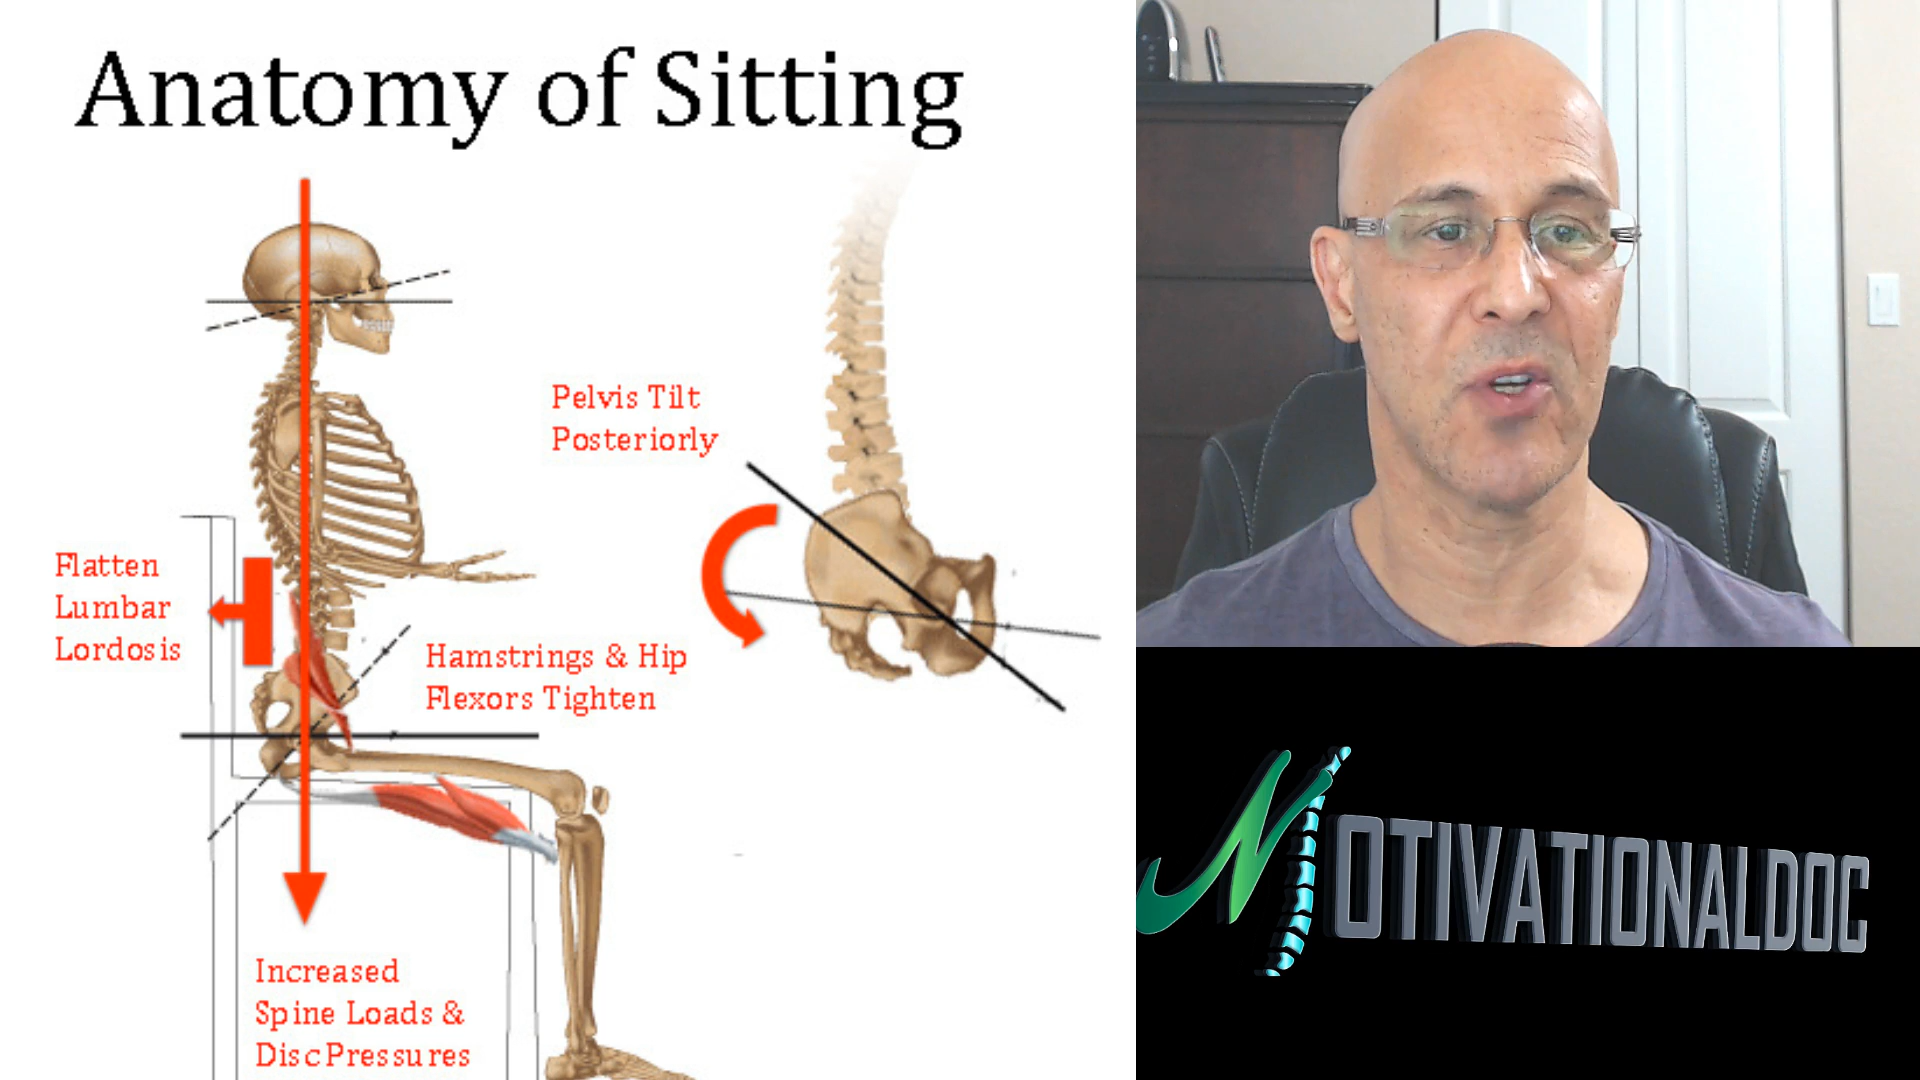 Anatomy of Sitting
Pelvis Tilt
Posteriorly
Flatten
Lumbar
Lordosis
Hamstrings & Hip
Flexors Tighten
Increased
Spine Loads &
Disc Pressures
MOTIVATIONALDOC